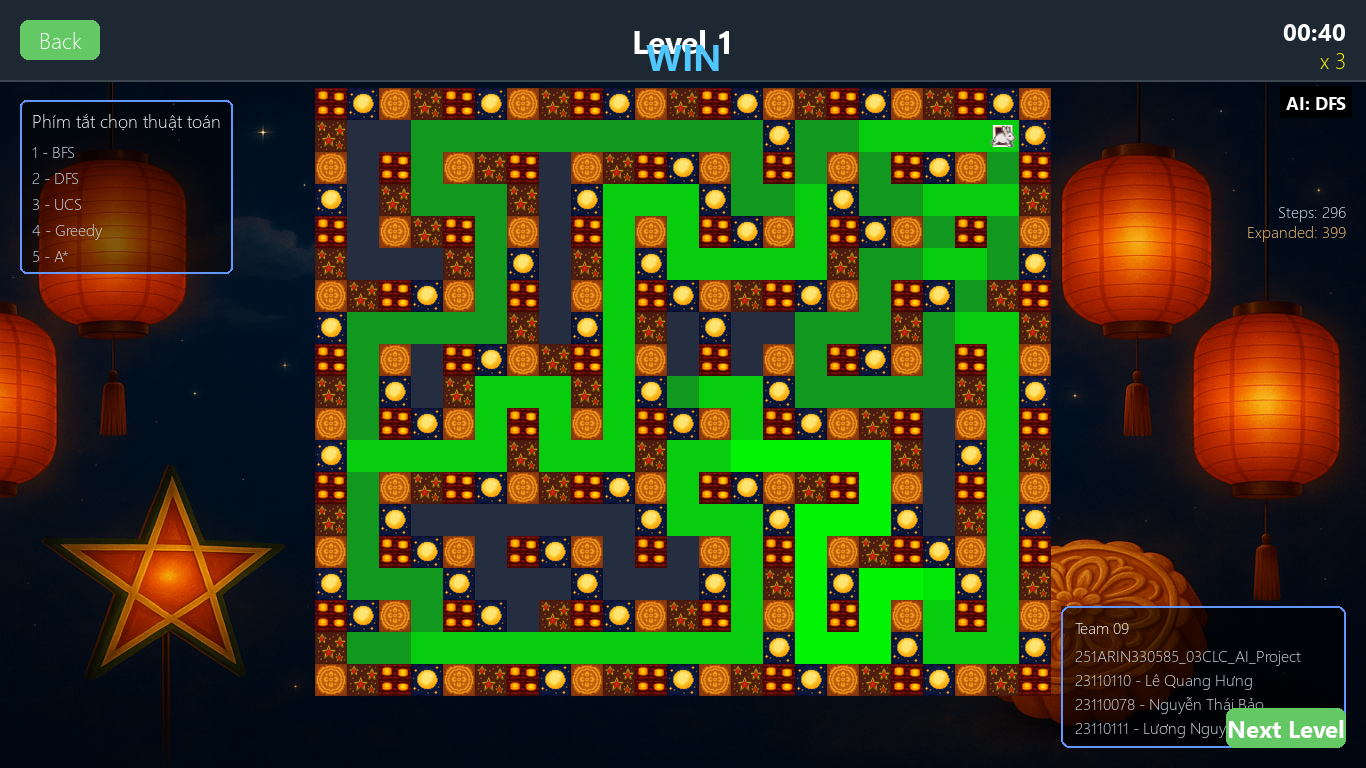 Back
Level 1
WIN
00:40
x 3
AI: DFS
Phím tắt chọn thuật toán
1 - BFS
2 - DFS
3 - UCS
4 - Greedy
5 - A*
Steps: 296
Expanded: 399
Team 09
251ARIN330585_03CLC_AI_Project
23110110 - Lê Quang Hưng
23110078 - Nguyễn Thái Bảo
23110111 - Lương
Next Level